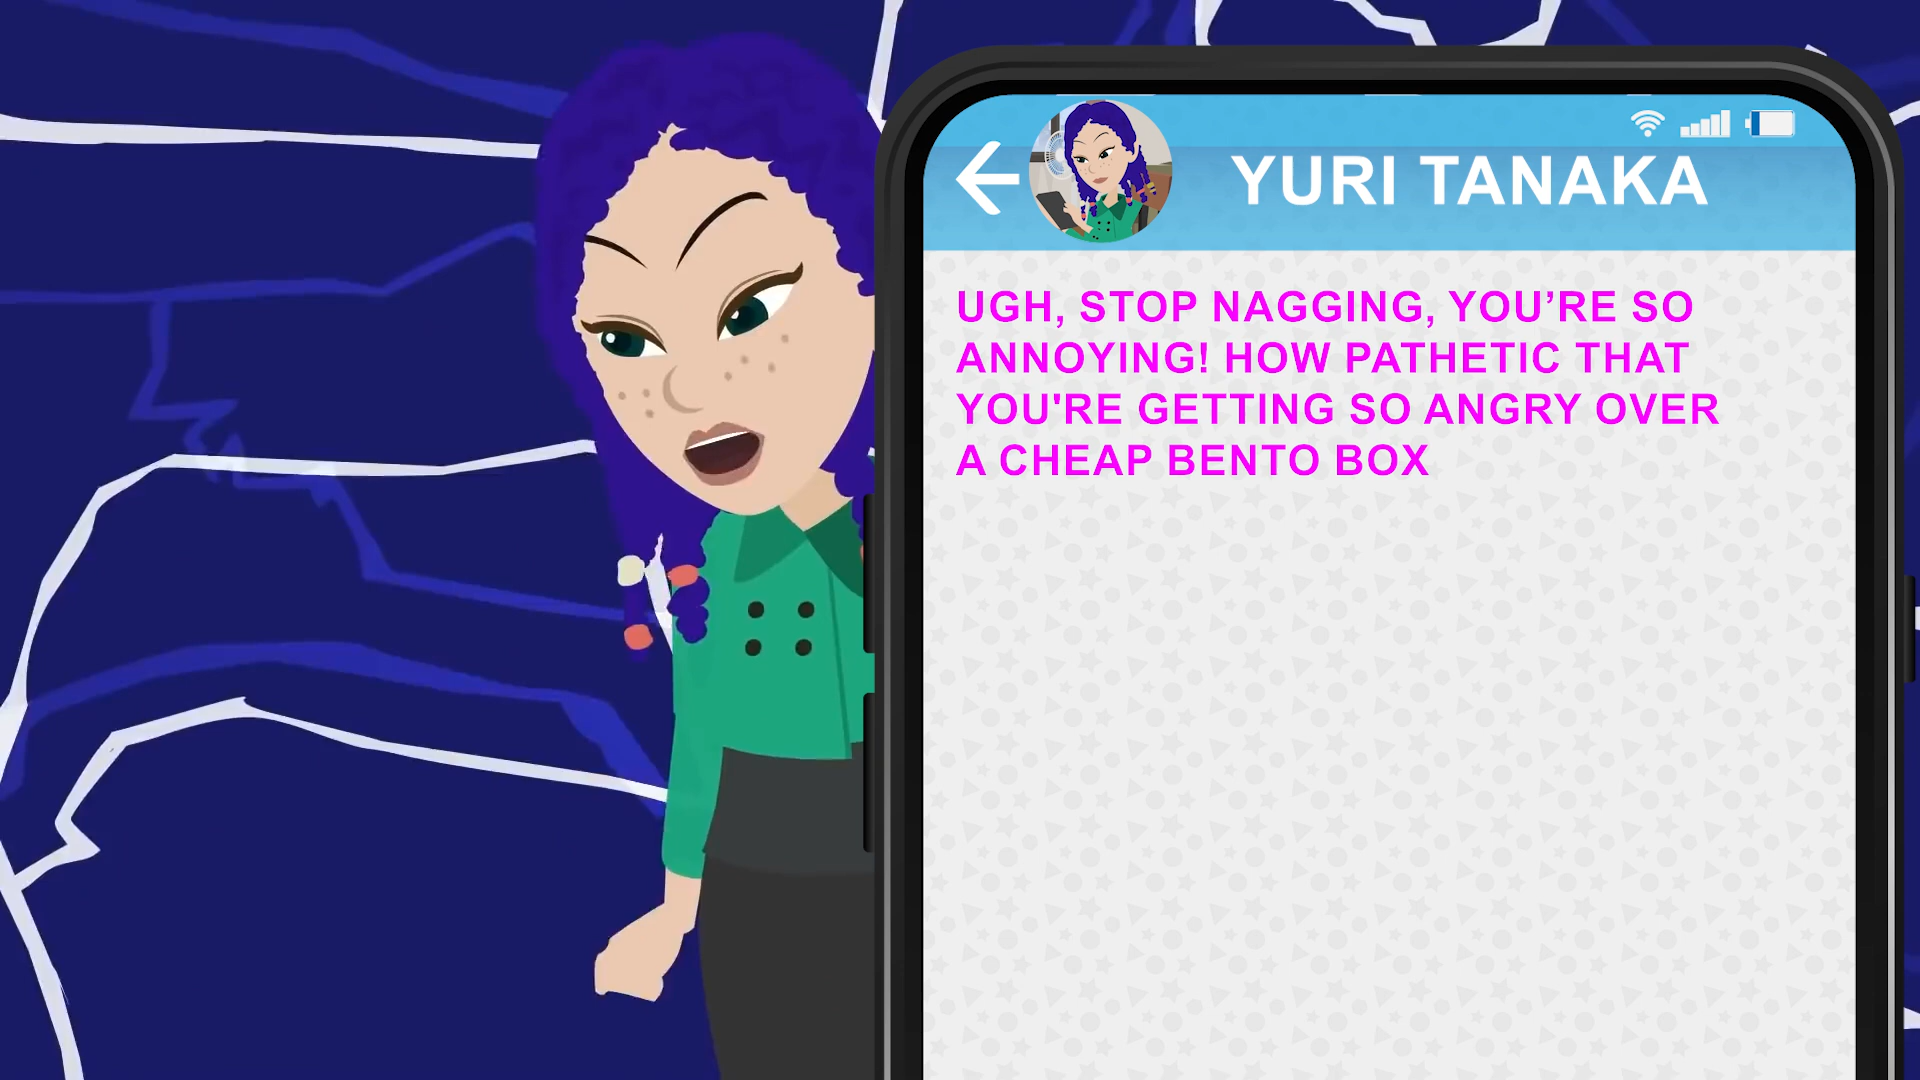 YURI TANAKA
UGH, STOP NAGGING, YOU’RE SO
ANNOYING! HOW PATHETIC THAT
YOU'RE GETTING SO ANGRY OVER
A CHEAP BENTO BOX